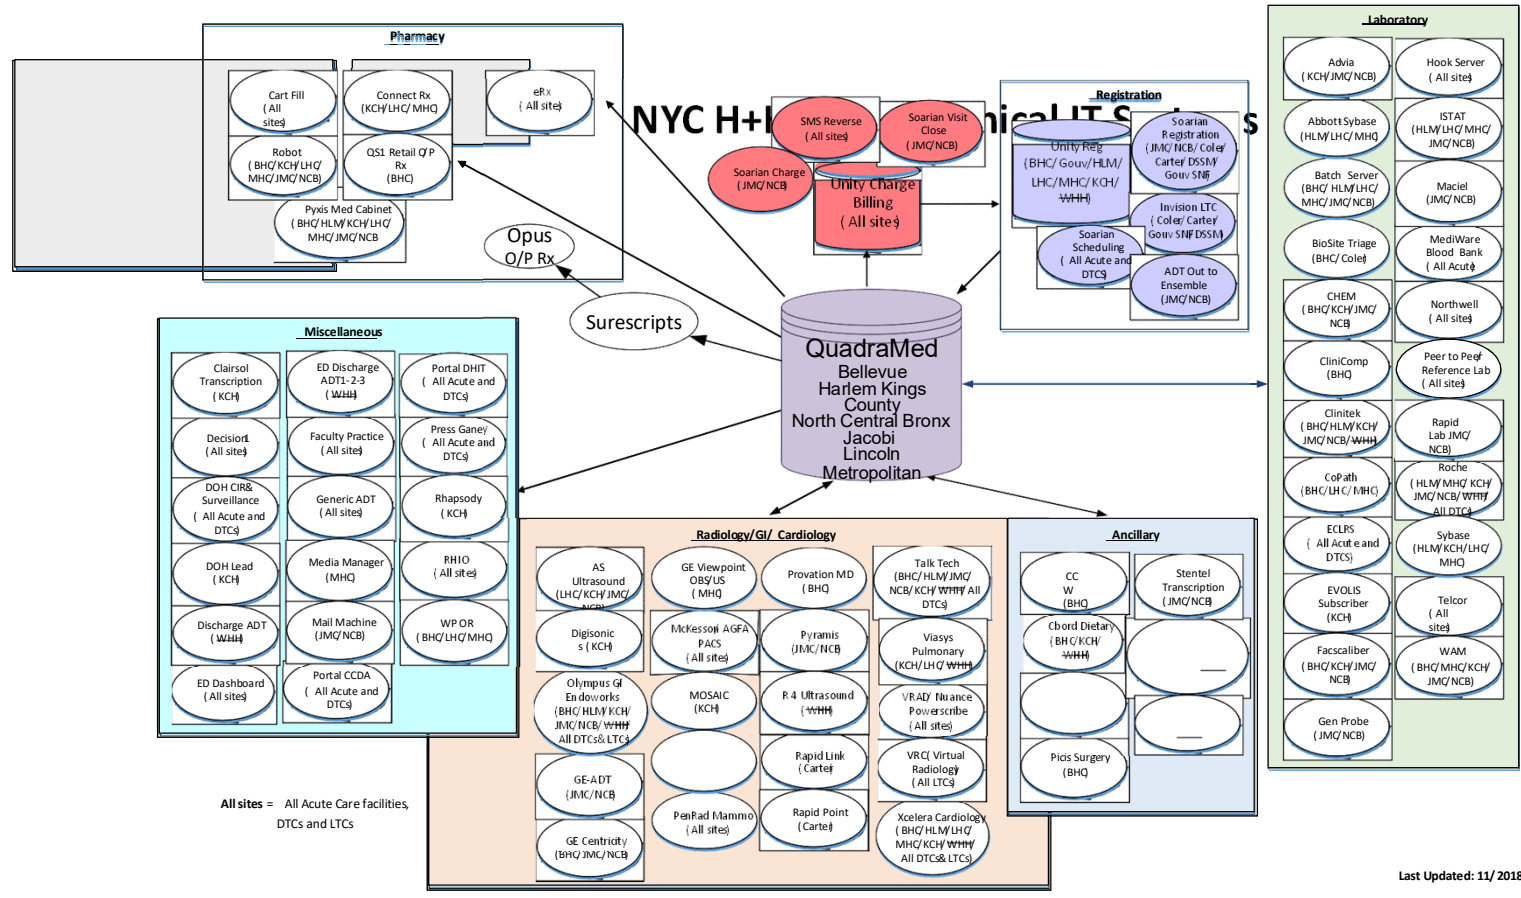 NYC H+H Clinical IT Systems
Pharmacy
Cart Fill
( All
sites)
Connect Rx
(KCH/LHC/ MHC)
eRx
( All sites)
Robot
(BHC/KCH/LHC/
MHC/JMC/NCB)
QS1 Retail O/P
Rx
(BHC)
Pyxis Med Cabinet
(BHC/HLM/KCH/LHC/
MHC/JMC/NCB
Opus
O/P Rx
Surescripts
SMS Reverse
( All sites)
Soarian Visit
Close
(JMC/NCB)
Soarian Charge
(JMC/NCB)
Unity Charge
Billing
( All sites)
Registration
Unity Reg
(BHC/ Gouv/HLM/
LHC/MHC/KCH/
WHH)
Soarian
Registration
(JMC/ NCB/ Coler/
Carter/ DSSM/
Gouv SNF)
Invision LTC
( Coler/ Carter/
Gouv SNF/DSSM)
Soarian
Scheduling
( All Acute and
DTCS)
ADT Out to
Ensemble
(JMC/NCB)
QuadraMed
Bellevue
Harlem Kings
County
North Central Bronx
Jacobi
Lincoln
Metropolitan
Laboratory
Advia
( KCH/ JMC/NCB)
Hook Server
( All sites)
Abbott Sybase
(HLM/LHC/MHC)
ISTAT
(HLM/LHC/MHC/
JMC/NCB)
Batch Server
(BHC/ HLM/LHC/
MHC/JMC/NCB)
Maciel
( JMC/NCB)
BioSite Triage
(BHC/ Coler)
MediWare
Blood Bank
( All Acute)
CHEM
(BHC/KCH/JMC/
NCB)
Northwell
( All sites)
CliniComp
(BHC)
Peer to Peer/
Reference Lab
( All sites)
Clinitek
( BHC/HLM/KCH/
JMC/NCB/WHH)
Rapid
Lab JMC/
NCB)
CoPath
(BHC/LHC/ MHC)
Roche
(HLM/MHC/ KCH/
JMC/NCB/ WHH/
All DTCs)
ECLRS
( All Acute and
DTCS)
Sybase
(HLM/KCH/LHC/
MHC)
EVOLIS
Subscriber
(KCH)
Telcor
( All
sites)
Facscaliber
(BHC/KCH/JMC/
NCB)
WAM
(BHC/MHC/KCH/
JMC/NCB)
Gen Probe
(JMC/NCB)
Miscellaneous
Clairsol
Transcription
( KCH)
ED Discharge
ADT1-2-3
( WHH)
Portal DHIT
( All Acute and
DTCs)
Decision1
( All sites)
Faculty Practice
( All sites)
Press Ganey
( All Acute and
DTCs)
DOH CIR&
Surveillance
( All Acute and
DTCs)
Generic ADT
( All sites)
Rhapsody
( KCH)
DOH Lead
( KCH)
Media Manager
(MHC)
RHIO
( All sites)
Discharge ADT
( WHH)
Mail Machine
(JMC/NCB)
WP OR
( BHC/LHC/MHC)
ED Dashboard
( All sites)
Portal CCDA
( All Acute and
DTCs)
Radiology/GI/ Cardiology
AS
Ultrasound
(LHC/KCH/JMC/
NCB)
GE Viewpoint
OBS/US
( MHC)
Provation MD
( BHC)
Talk Tech
(BHC/ HLM/JMC/
NCB/KCH/ WHH/ All
DTCs)
Digisonic
s ( KCH)
McKesson/ AGFA
PACS
( All sites)
Pyramis
(JMC/NCB)
Viasys
Pulmonary
(KCH/LHC/ WHH)
Olympus GI/
Endoworks
( BHC/HLM/ KCH/
JMC/NCB/ WHH/
All DTCs& LTCs)
MOSAIC
(KCH)
R 4 Ultrasound
( WHH)
VRAD/ Nuance
Powerscribe
( All sites)
GE-ADT
(JMC/NCB)
Rapid Link
( Carter)
VRC( Virtual
Radiology)
( All LTCs)
GE Centricity
(BHC/ JMC/NCB)
PenRad Mammo
( All sites)
Rapid Point
(Carter)
Xcelera Cardiology
( BHC/HLM/LHC/
MHC/KCH/ WHH/
All DTCs& LTCs)
Ancillary
CC
W
(BHC)
Stentel
Transcription
( JMC/NCB)
Cbord Dietary
( BHC/KCH/
WHH)
Picis Surgery
(BHC)
All sites = All Acute Care facilities,
DTCs and LTCs
Last Updated: 11/ 2018